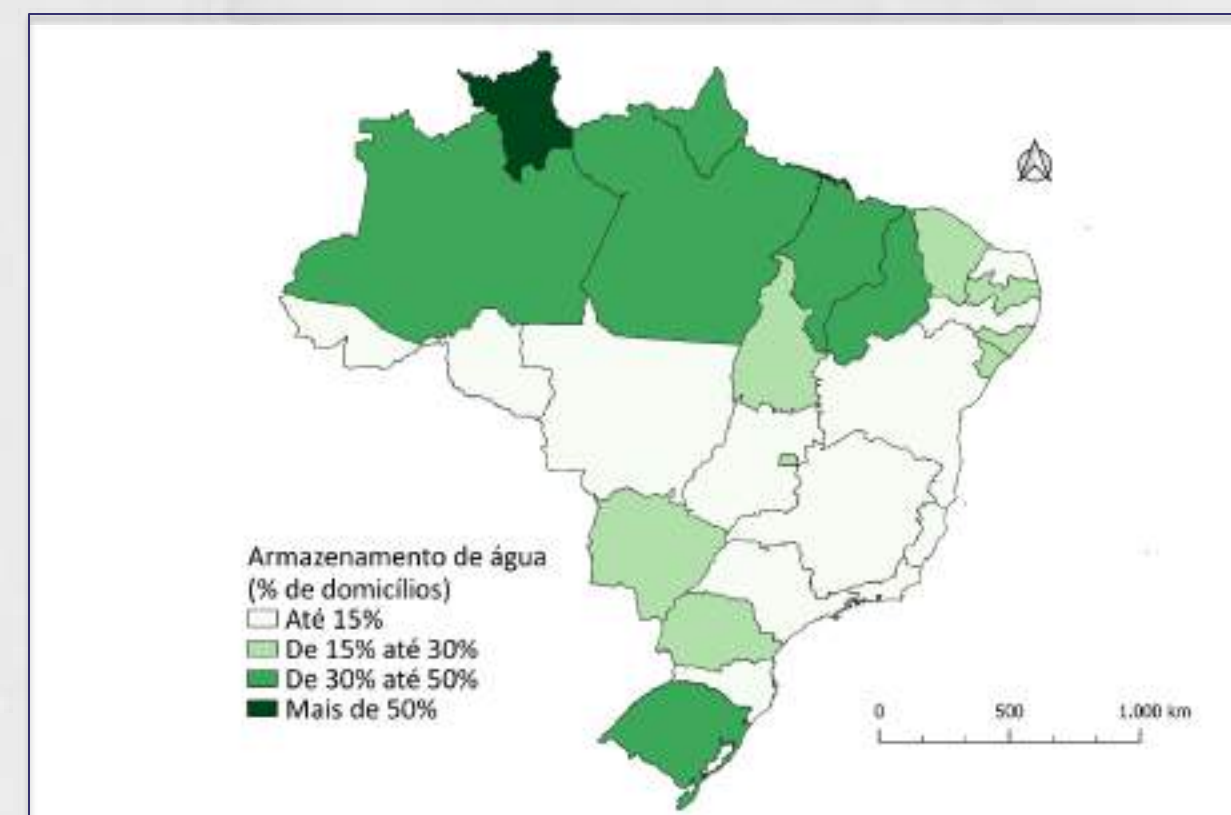 Armazenamento de água
(% de domicílios)
Até 15%
De 15% até 30%
De 30% até 50%
Mais de 50%
0 500 1.000 km